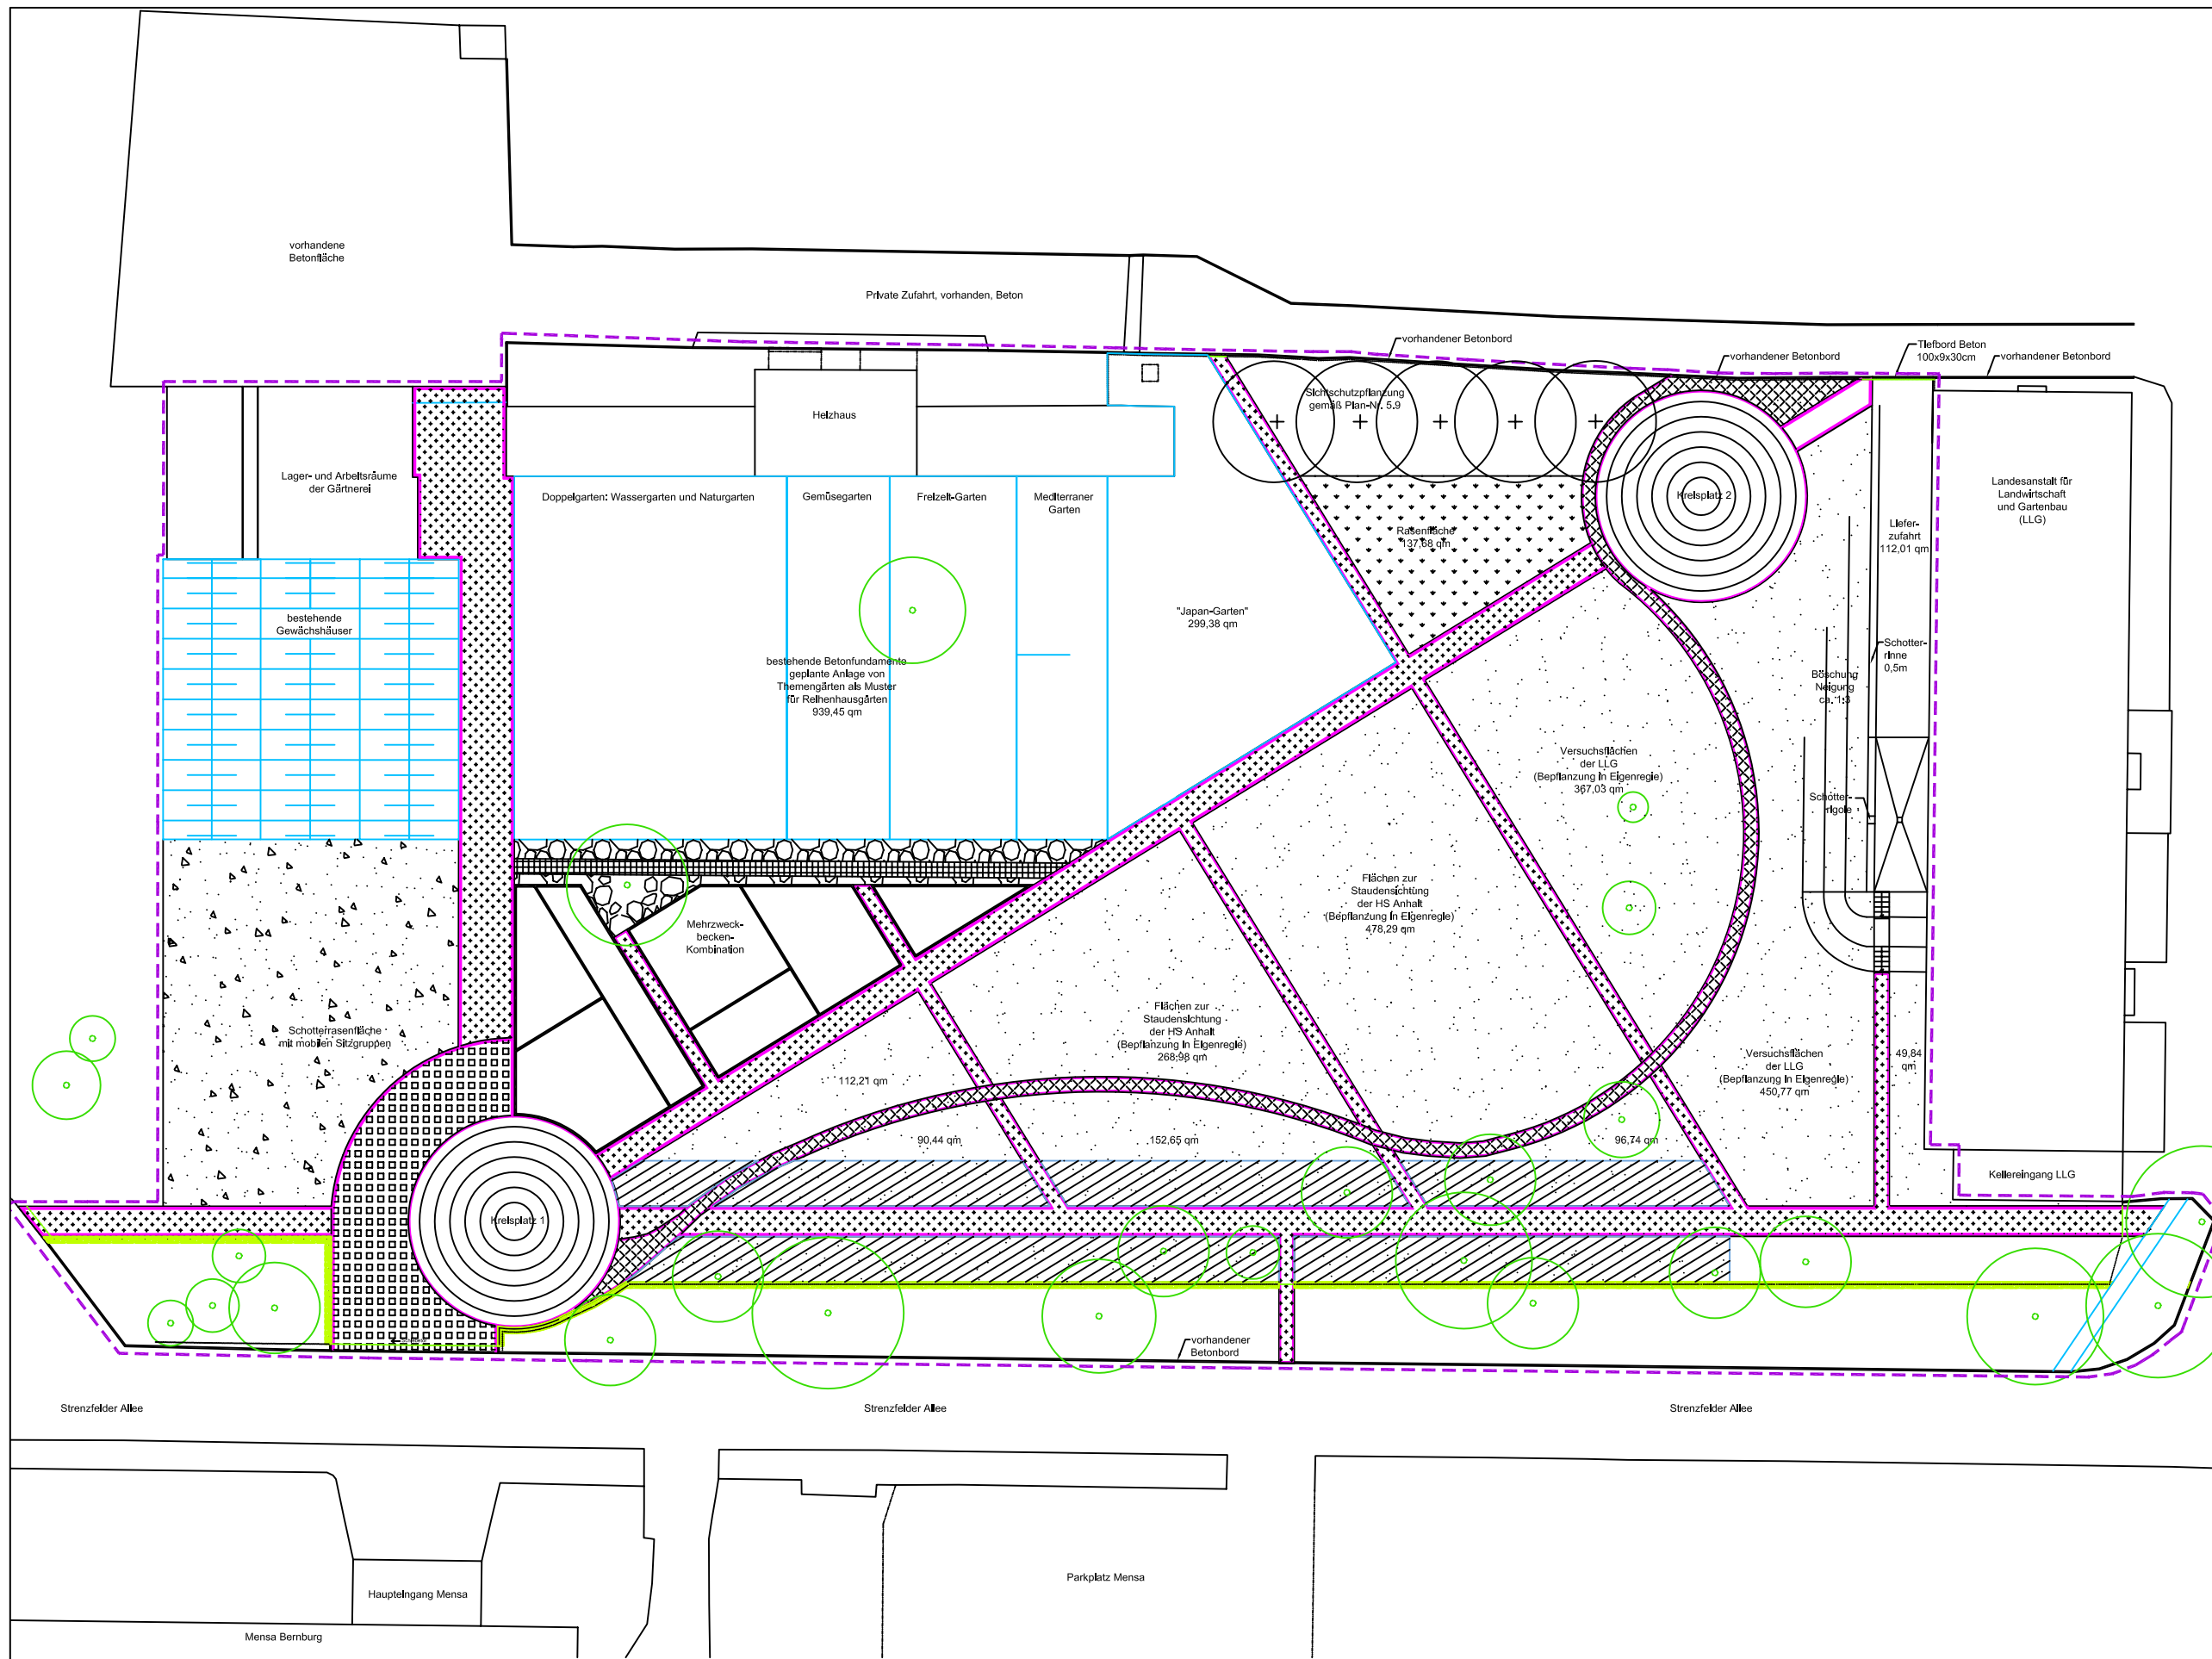 vorhandene
Betonfläche
Private Zufahrt, vorhanden, Beton
vorhandener Betonbord
vorhandener Betonbord
Tiefbord Beton
100x9x30cm
vorhandener Betonbord
Sichtschutzpflanzung
gemäß Plan-Nr. 5.9
Heizhaus
Lager- und Arbeitsräume
der Gärtnerei
Doppelgarten: Wassergarten und Naturgarten
Gemüsegarten
Freizeit-Garten
Mediterraner
Garten
Kreisplatz 2
Landesanstalt für
Landwirtschaft
und Gartenbau
(LLG)
Rasenfläche
137,68 qm
Liefer-
zufahrt
112,01 qm
bestehende
Gewächshäuser
"Japan-Garten"
299,38 qm
bestehende Betonfundamente
geplante Anlage von
Themengärten als Muster
für Reihenhausgärten
939,45 qm
Schotter-
rinne
0,5m
Böschung
Neigung
ca. 1:3
Versuchsflächen
der LLG
(Bepflanzung in Eigenregie)
367,03 qm
Schotter-
rigole
Flächen zur
Staudensichtung
der HS Anhalt
(Bepflanzung in Eigenregie)
478,29 qm
Mehrzweck-
becken-
Kombination
Schotterrasenfläche
mit mobilen Sitzgruppen
Flächen zur
Staudensichtung
der HS Anhalt
(Bepflanzung in Eigenregie)
268,98 qm
Versuchsflächen
der LLG
(Bepflanzung in Eigenregie)
450,77 qm
49,84
qm
112,21 qm
90,44 qm
152,65 qm
96,74 qm
Kellereingang LLG
Kreisplatz 1
vorhandener
Betonbord
Strenzfelder Allee
Strenzfelder Allee
Strenzfelder Allee
Haupteingang Mensa
Parkplatz Mensa
Mensa Bernburg